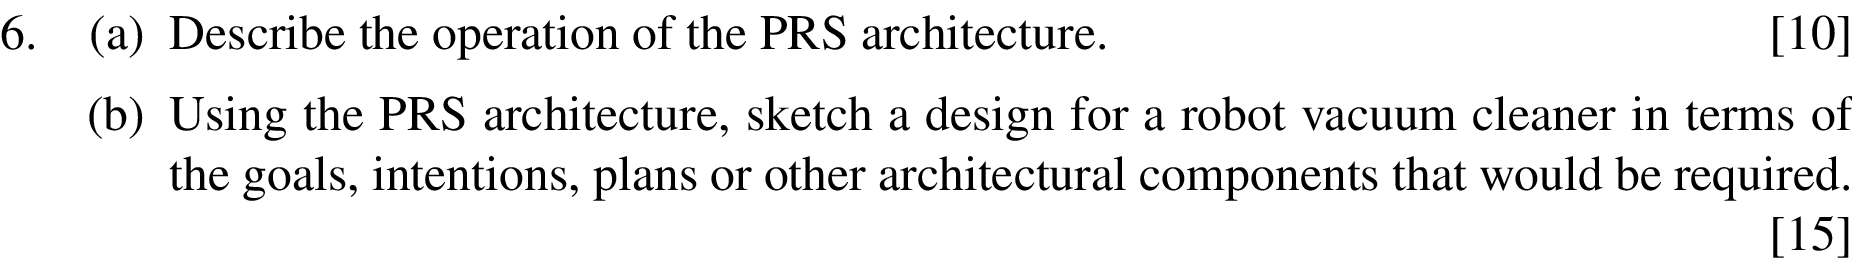 6. (a) Describe the operation of the PRS architecture. [10]
(b) Using the PRS architecture, sketch a design for a robot vacuum cleaner in terms of
the goals, intentions, plans or other architectural components that would be required.
[15]